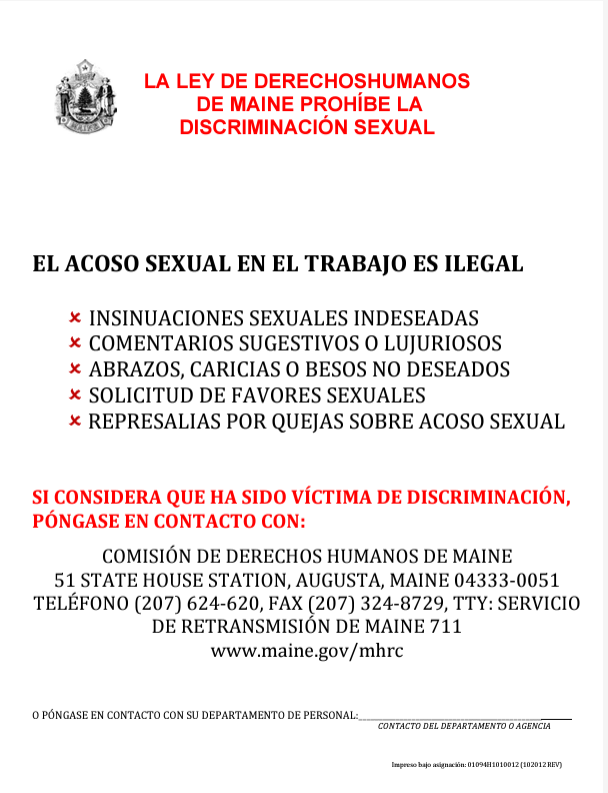 LA LEY DE DERECHOSHUMANOS
DE MAINE PROHÍBE LA
DISCRIMINACIÓN SEXUAL
MAINE
EL ACOSO SEXUAL EN EL TRABAJO ES ILEGAL
INSINUACIONES SEXUALES INDESEADAS
COMENTARIOS SUGESTIVOS O LUJURIOSOS
ABRAZOS, CARICIAS O BESOS NO DESEADOS
SOLICITUD DE FAVORES SEXUALES
REPRESALIAS POR QUEJAS SOBRE ACOSO SEXUAL
SI CONSIDERA QUE HA SIDO VÍCTIMA DE DISCRIMINACIÓN,
PÓNGASE EN CONTACTO CON:
COMISIÓN DE DERECHOS HUMANOS DE MAINE
51 STATE HOUSE STATION, AUGUSTA, MAINE 04333-0051
TELÉFONO (207) 624-620, FAX (207) 324-8729, TTY: SERVICIO
DE RETRANSMISIÓN DE MAINE 711
www.maine.gov/mhrc
O PÓNGASE EN CONTACTO CON SU DEPARTAMENTO DE PERSONAL:
CONTACTO DEL DEPARTAMENTO O AGENCIA
Impreso bajo asignación: 01094H1010012 (102012 REV)